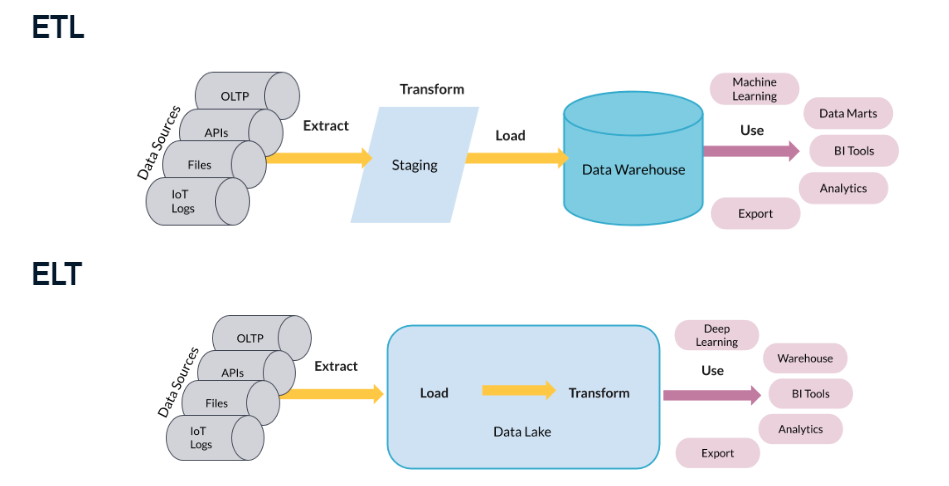 ETL
Data Sources
OLTP
APIs
Files
IoT
Logs
Extract
Transform
Staging
Load
Data Warehouse
Machine
Learning
Use
Data Marts
BI Tools
Analytics
Export
ELT
Data Sources
OLTP
APIs
Files
IoT
Logs
Extract
Load
Transform
Data Lake
Deep
Learning
Use
Warehouse
BI Tools
Analytics
Export